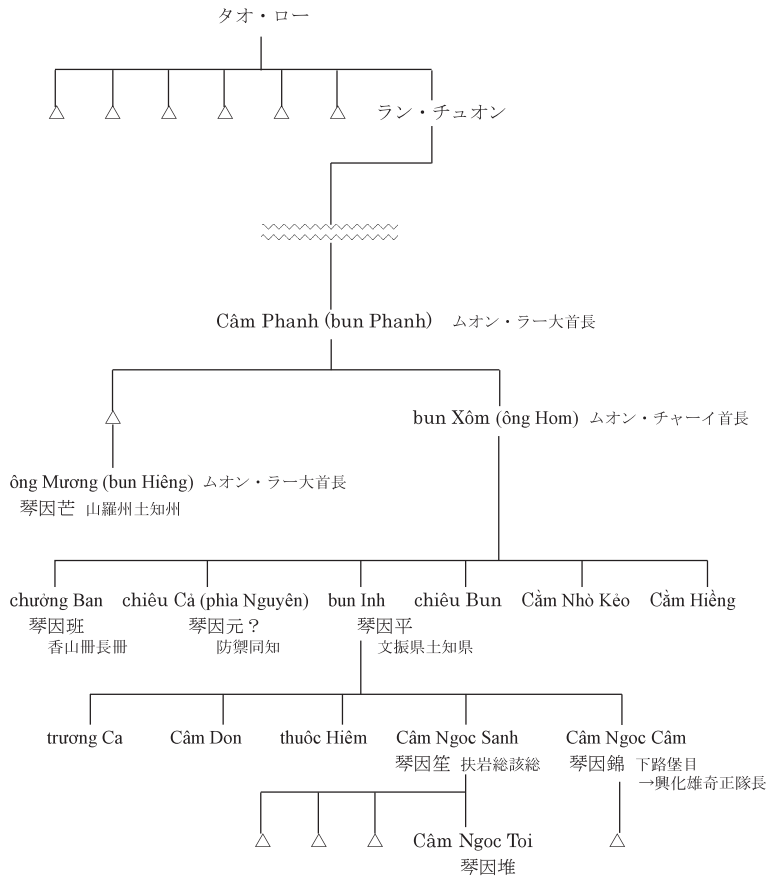 タオ・ロー
ラン・チュオン
Câm Phanh (bun Phanh) ムオン・ラー大首長
bun Xôm (ông Hom) ムオン・チャーイ首長
ông Mương (bun Hiêng) ムオン・ラー大首長
琴因芒 山羅州土知州
chưởng Ban chiêu Cả (phìa Nguyên) bun Inh chiêu Bun Cầm Nhò Kẻo Cầm Hiềng
琴因班 琴因元？ 琴因平
香山冊長冊 防禦同知 文振県土知県
trương Ca Câm Don thuôc Hiêm Câm Ngoc Sanh Câm Ngoc Câm
琴因笙 扶岩総該総 琴因錦 下路堡目
→興化雄奇正隊長
Câm Ngoc Toi
琴因堆